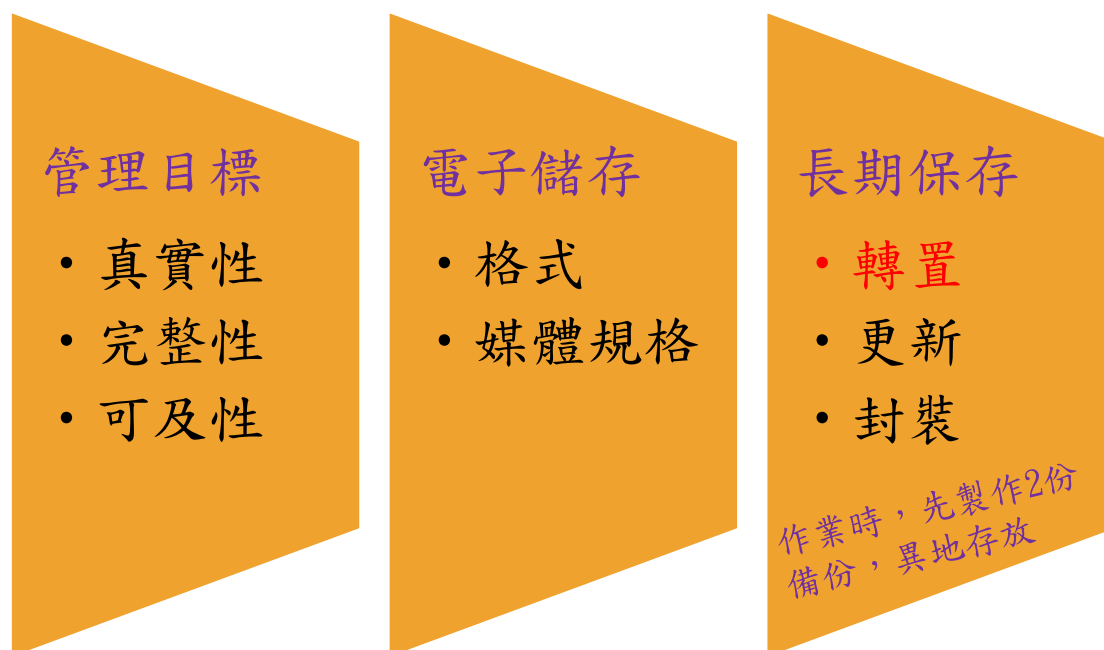 管理目標
• 真實性
• 完整性
• 可及性
電子儲存
• 格式
• 媒體規格
長期保存
• 轉置
• 更新
• 封裝
作業時，先製作2份
備份，異地存放